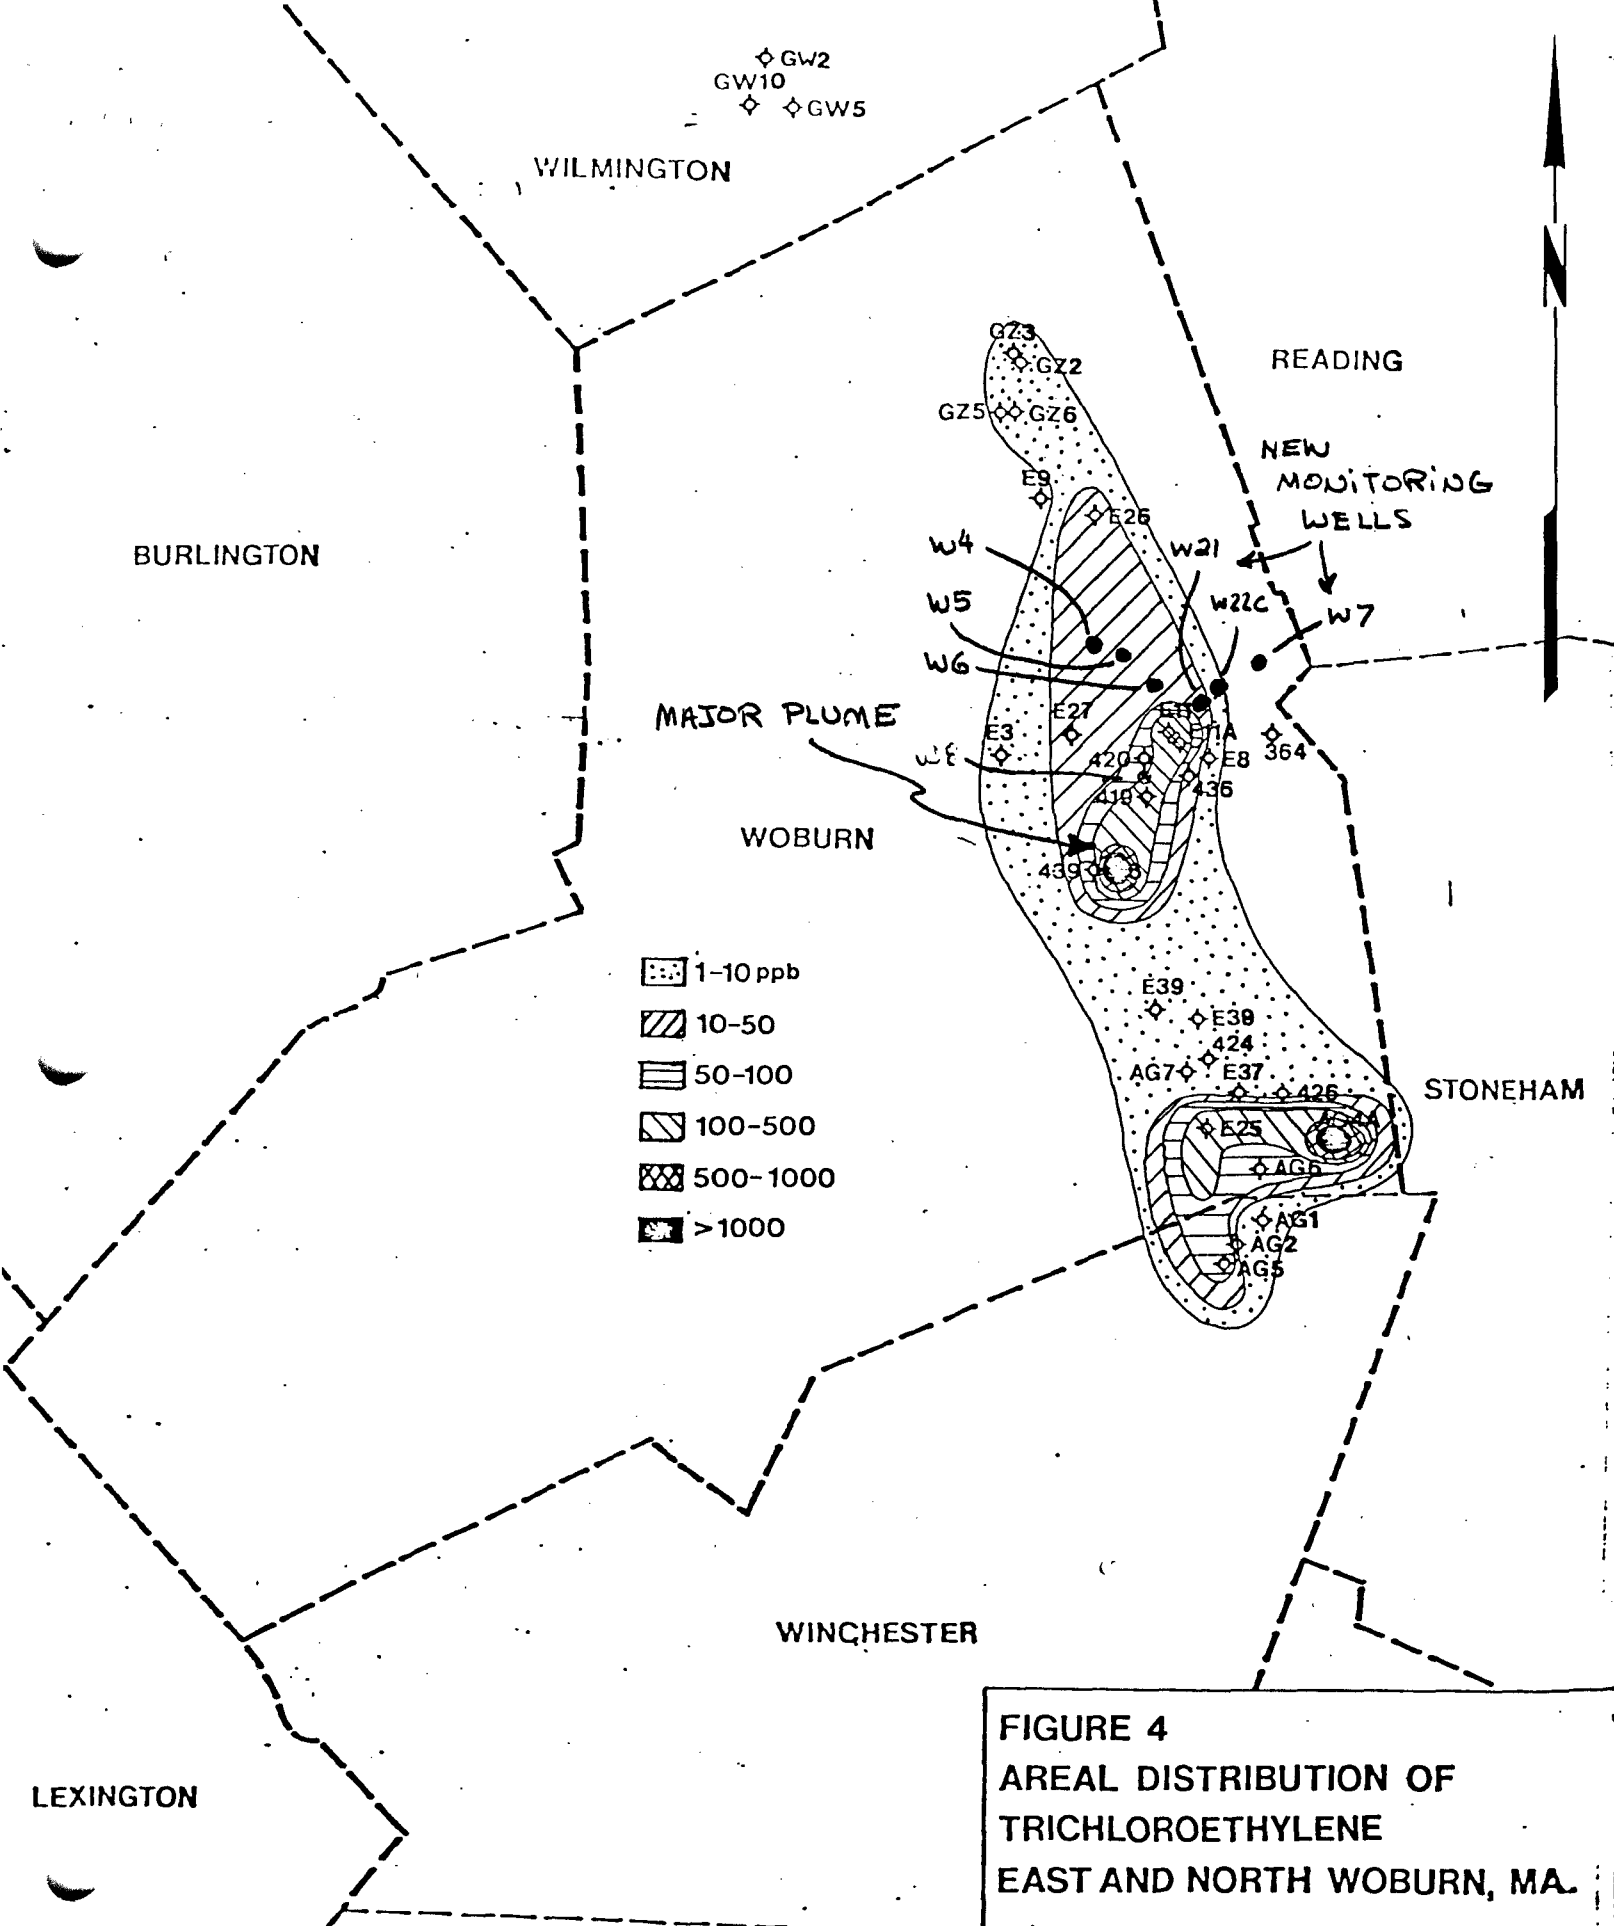 GW2
GW10
GW5
WILMINGTON
N
GZ3
GZ2
READING
GZ5
GZ6
NEW
MONITORING
WELLS
E9
E26
W4
W21
BURLINGTON
W5
W22C
W7
W6
MAJOR PLUME
E27
E3
W8
420
E8
364
436
419
WOBURN
439
1-10 ppb
E39
10-50
E38
424
50-100
AG7
E37
426
STONEHAM
100-500
E25
AG6
500-1000
AG1
>1000
AG2
AG5
WINCHESTER
FIGURE 4
LEXINGTON
AREAL DISTRIBUTION OF
TRICHLOROETHYLENE
EAST AND NORTH WOBURN, MA.